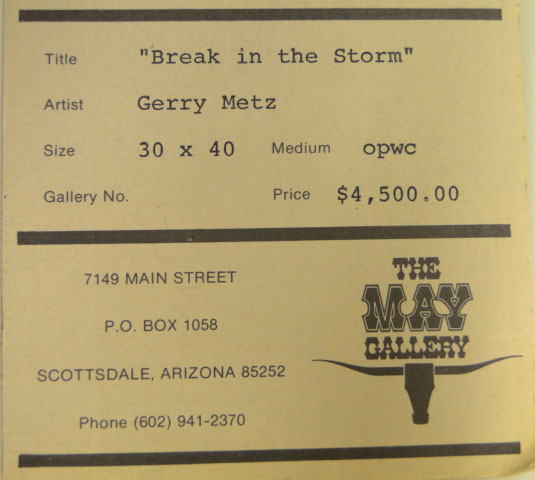 Title "Break in the Storm"
Artist Gerry Metz
Size 30 x 40 Medium opwc
Gallery No. Price $4,500.00
7149 MAIN STREET
P.O. BOX 1058
SCOTTSDALE, ARIZONA 85252
Phone (602) 941-2370
THE
MAY
GALLERY